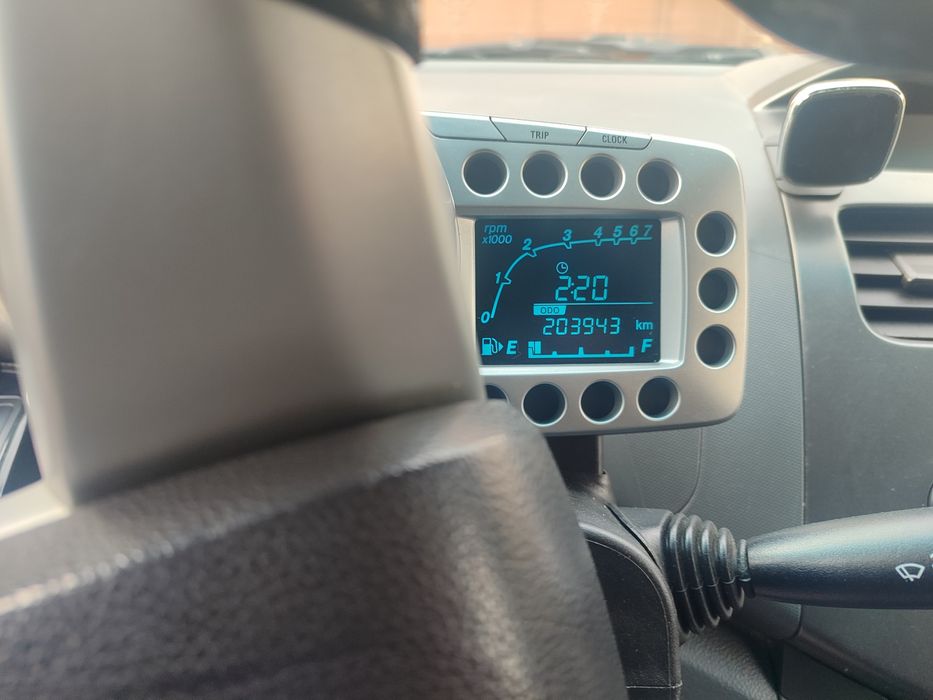 TRIP CLOCK
rpm
x1000
0 1 2 3 4 5 6 7
2:20
ODO
203943 km
E F